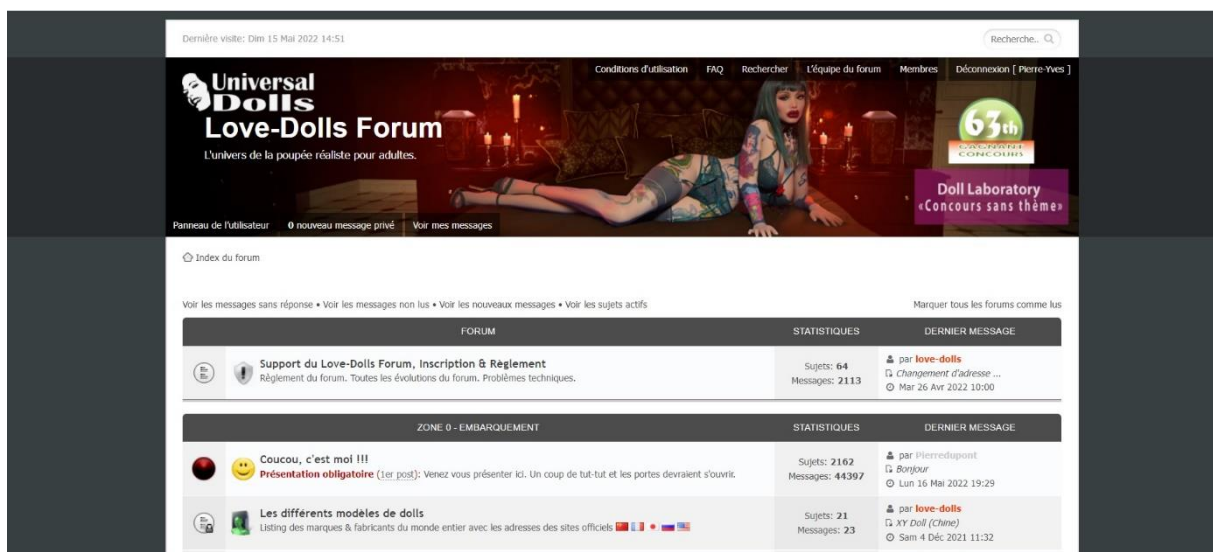 Dernière visite: Dim 15 Mai 2022 14:51
Recherche..
Conditions d'utilisation FAQ Rechercher L'équipe du forum Membres Déconnexion [ Pierre-Yves ]
Universal
Dolls
Love-Dolls Forum
L'univers de la poupée réaliste pour adultes.
63th
GAGNANT
CONCOURS
Doll Laboratory
«Concours sans thème»
Panneau de l'utilisateur 0 nouveau message privé Voir mes messages
Index du forum
Voir les messages sans réponse • Voir les messages non lus • Voir les nouveaux messages • Voir les sujets actifs
Marquer tous les forums comme lus
FORUM STATISTIQUES DERNIER MESSAGE
Support du Love-Dolls Forum, Inscription & Règlement
Règlement du forum. Toutes les évolutions du forum. Problèmes techniques.
Sujets: 64
Messages: 2113
par love-dolls
Changement d'adresse ...
Mar 26 Avr 2022 10:00
ZONE 0 - EMBARQUEMENT STATISTIQUES DERNIER MESSAGE
Coucou, c'est moi !!!
Présentation obligatoire (1er post): Venez vous présenter ici. Un coup de tut-tut et les portes devraient s'ouvrir.
Sujets: 2162
Messages: 44397
par Pierredupont
Bonjour
Lun 16 Mai 2022 19:29
Les différents modèles de dolls
Listing des marques & fabricants du monde entier avec les adresses des sites officiels
Sujets: 21
Messages: 23
par love-dolls
XY Doll (Chine)
Sam 4 Déc 2021 11:32